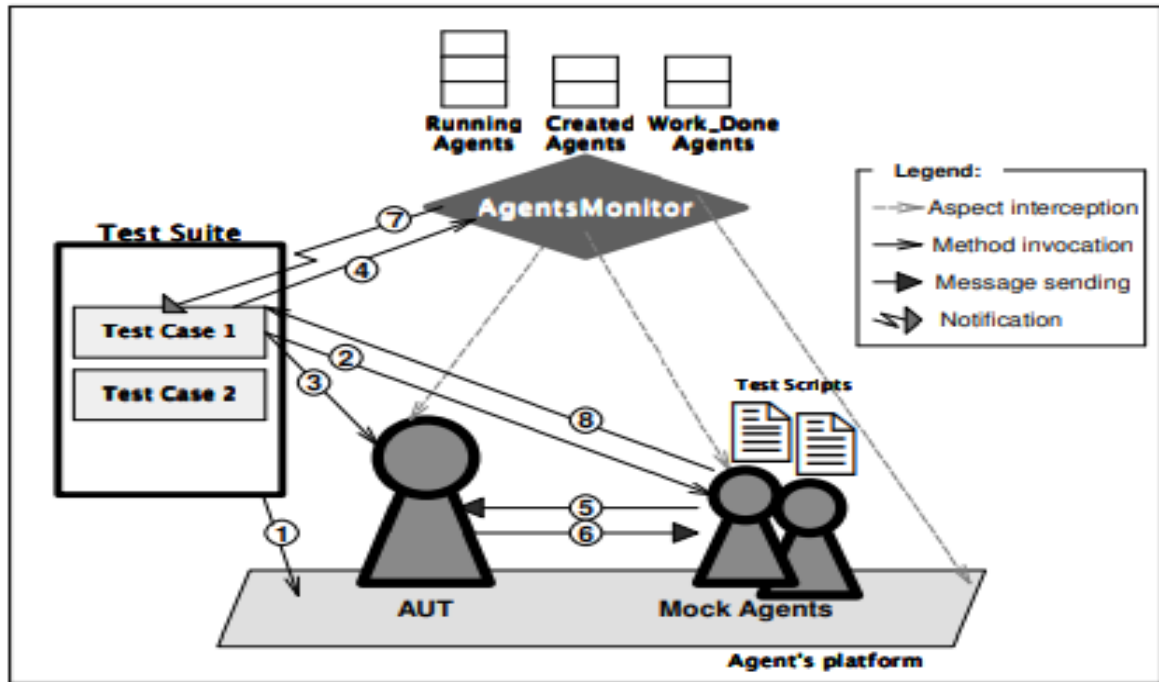 Running Agents
Created Agents
Work_Done Agents
AgentsMonitor
Legend:
Aspect interception
Method invocation
Message sending
Notification
Test Suite
7
4
Test Case 1
Test Case 2
2
3
8
Test Scripts
5
6
1
AUT
Mock Agents
Agent's platform